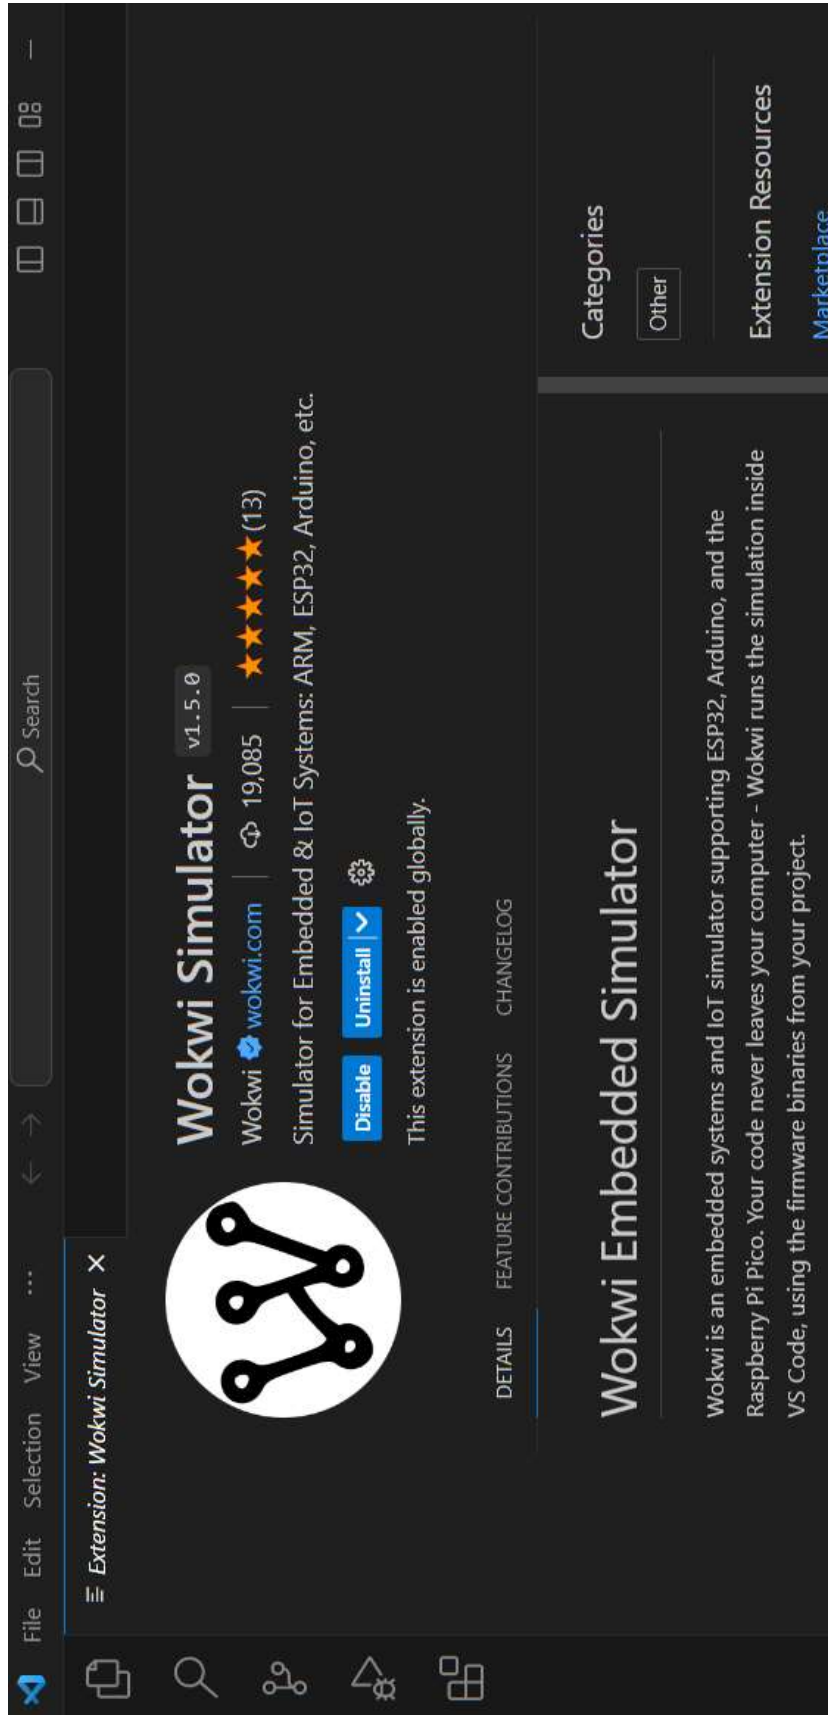 File Edit Selection View ...
Search
Extension: Wokwi Simulator
Wokwi Simulator v1.5.0
Wokwi wokwi.com 19,085 (13)
Simulator for Embedded & IoT Systems: ARM, ESP32, Arduino, etc.
Disable Uninstall
This extension is enabled globally.
DETAILS FEATURE CONTRIBUTIONS CHANGELOG
Wokwi Embedded Simulator
Wokwi is an embedded systems and IoT simulator supporting ESP32, Arduino, and the
Raspberry Pi Pico. Your code never leaves your computer - Wokwi runs the simulation inside
VS Code, using the firmware binaries from your project.
Categories
Other
Extension Resources
Marketplace